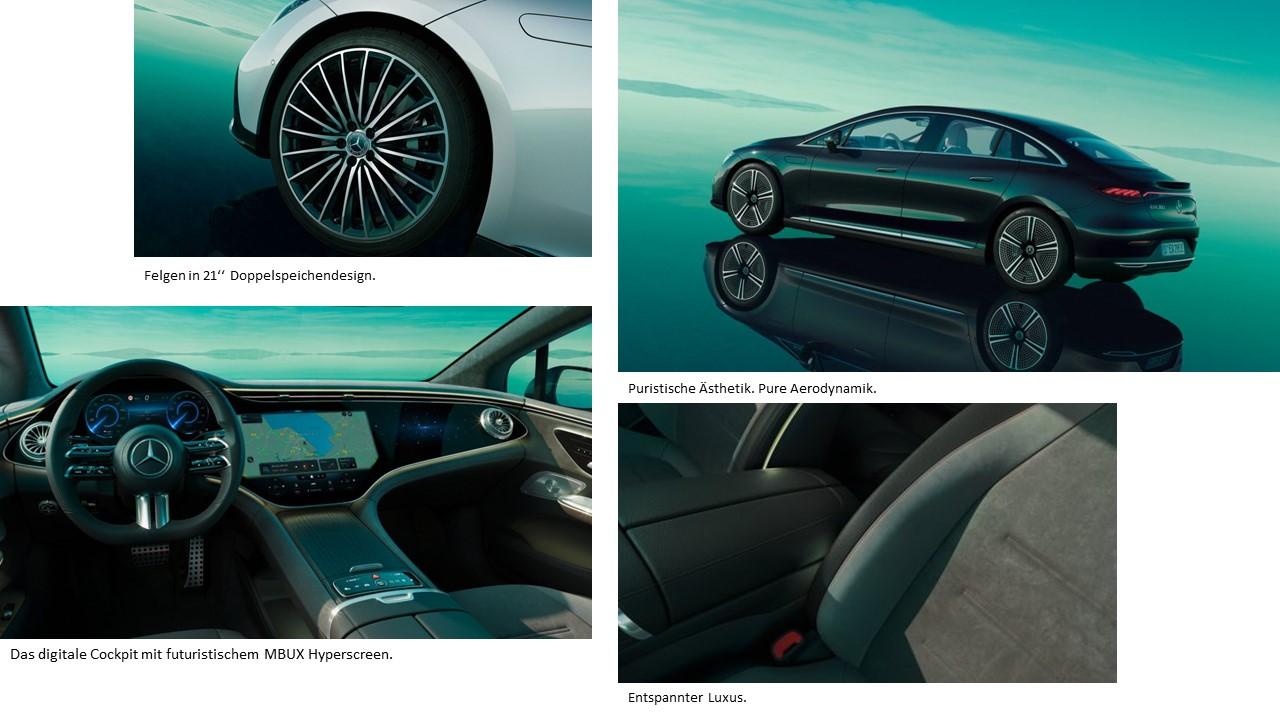 Felgen in 21‘‘ Doppelspeichendesign.
Puristische Ästhetik. Pure Aerodynamik.
Das digitale Cockpit mit futuristischem MBUX Hyperscreen.
Entspannter Luxus.